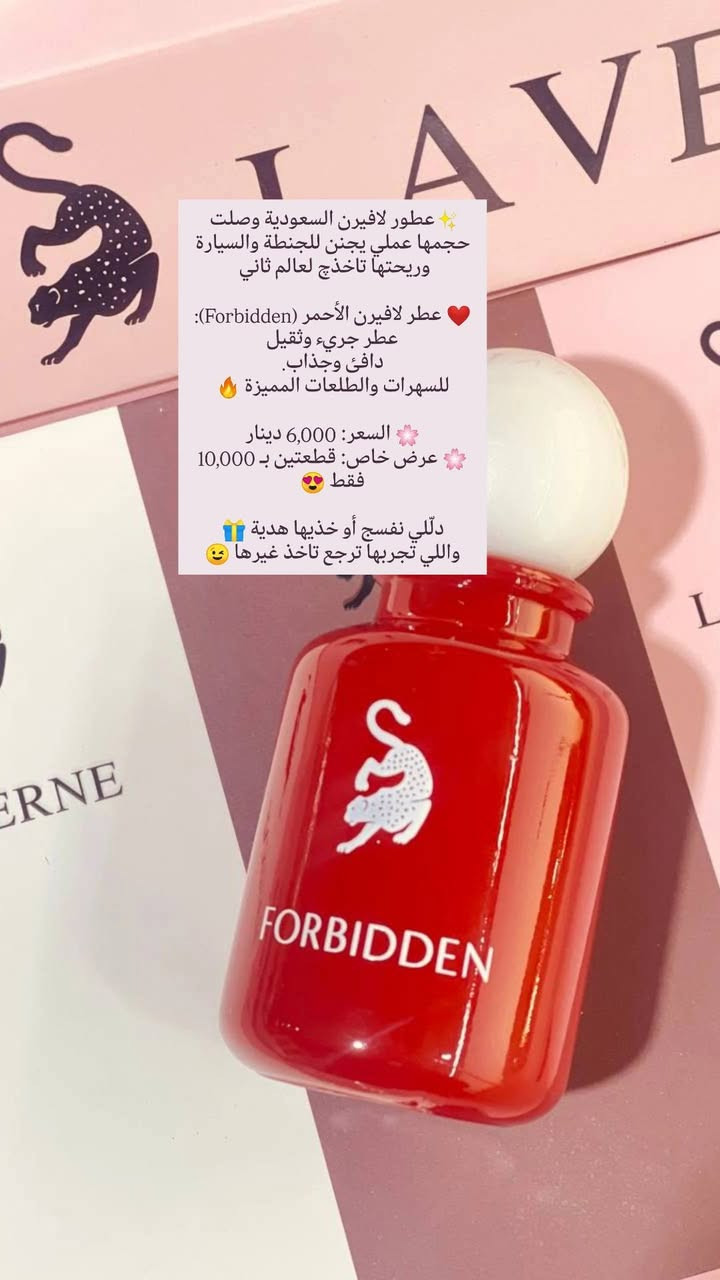 LAVE
✨عطور لافيرن السعودية وصلت
حجمها عملي يجنن للجنطة والسيارة
وريحتها تاخذچ لعالم ثاني
❤️ عطر لافيرن الأحمر (Forbidden):
عطر جريء وثقيل
دافئ وجذاب.
للسهرات والطلعات المميزة 🔥
🌸 السعر: 6,000 دينار
🌸 عرض خاص: قطعتين بـ 10,000
فقط 😍
دلّلي نفسج أو خذيها هدية 🎁
واللي تجربها ترجع تاخذ غيرها 😉
L
ERNE
FORBIDDEN